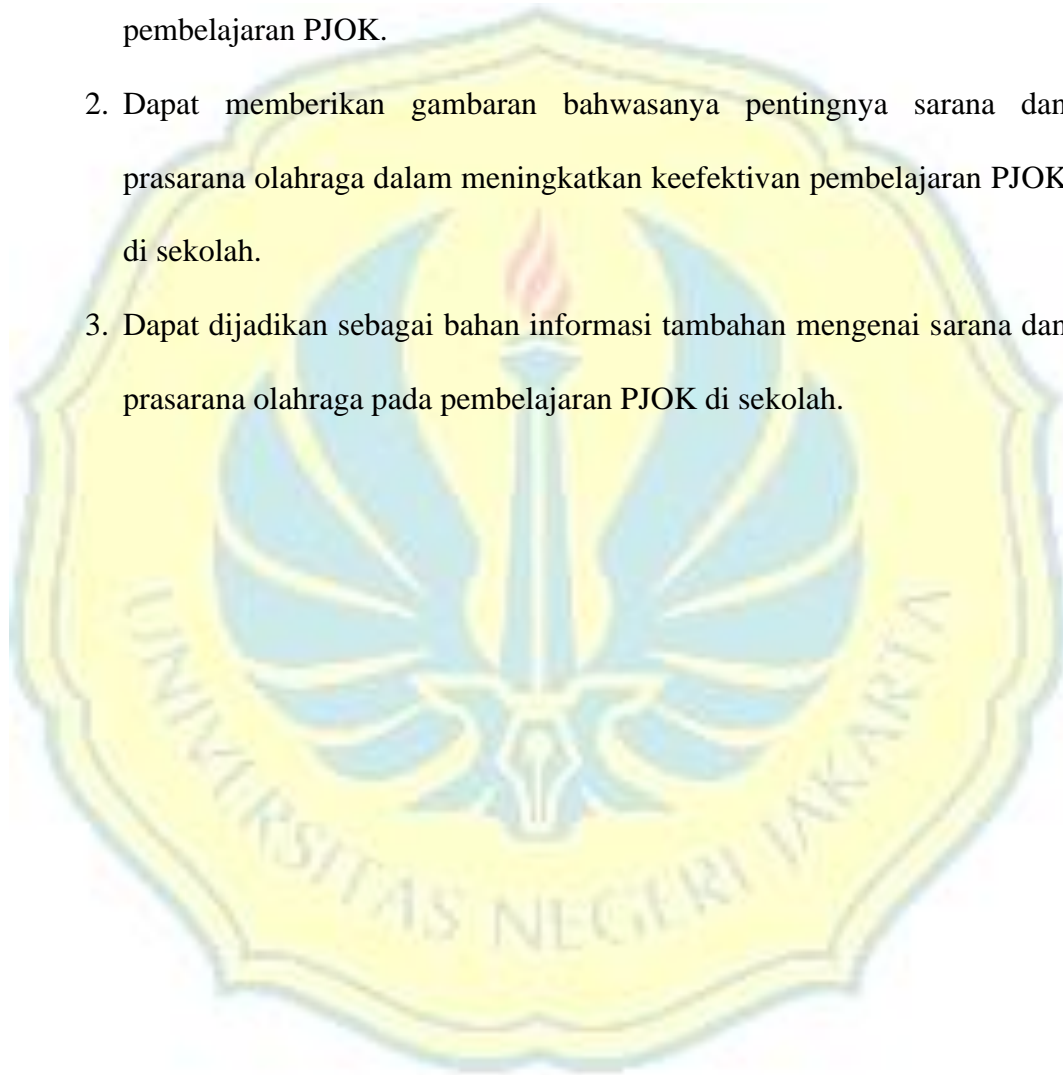 pembelajaran PJOK.
2. Dapat memberikan gambaran bahwasanya pentingnya sarana dan
prasarana olahraga dalam meningkatkan keefektivan pembelajaran PJOK
di sekolah.
3. Dapat dijadikan sebagai bahan informasi tambahan mengenai sarana dan
prasarana olahraga pada pembelajaran PJOK di sekolah.
UNIVERSITAS NEGERI JAKARTA